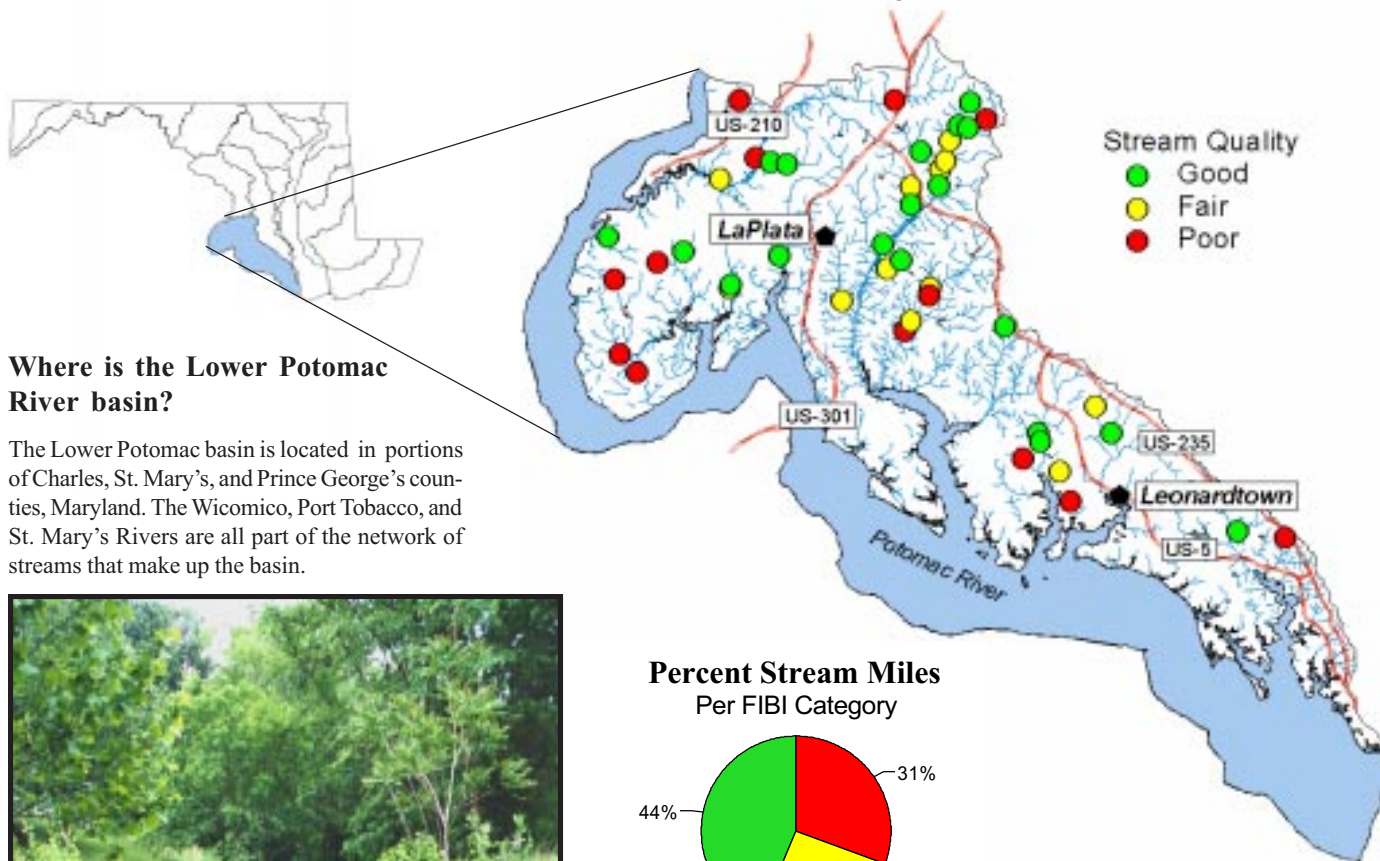 US-210
Stream Quality
Good
Fair
Poor
LaPlata
Where is the Lower Potomac
River basin?
US-301
US-235
The Lower Potomac basin is located in portions
of Charles, St. Mary's, and Prince George's coun-
ties, Maryland. The Wicomico, Port Tobacco, and
St. Mary's Rivers are all part of the network of
streams that make up the basin.
Leonardtown
US-5
Potomac River
Percent Stream Miles
Per FIBI Category
31%
44%